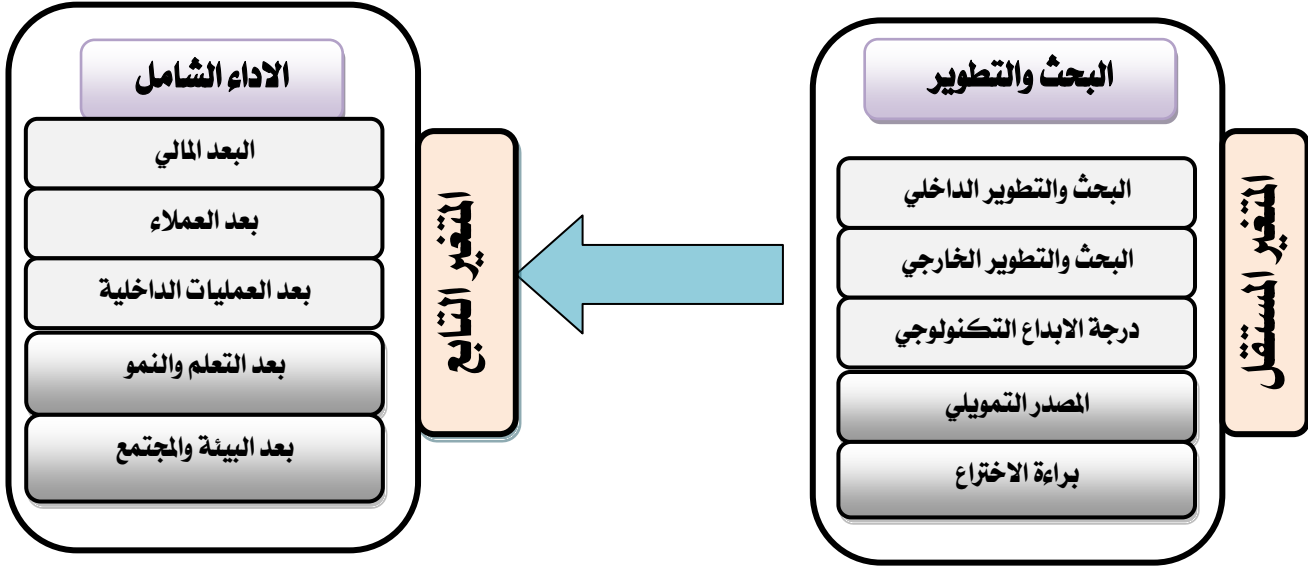 المتغير المستقل
البحث والتطوير
البحث والتطوير الداخلي
البحث والتطوير الخارجي
درجة الابداع التكنولوجي
المصدر التمويلي
براءة الاختراع
المتغير التابع
الاداء الشامل
البعد المالي
بعد العملاء
بعد العمليات الداخلية
بعد التعلم والنمو
بعد البيئة والمجتمع